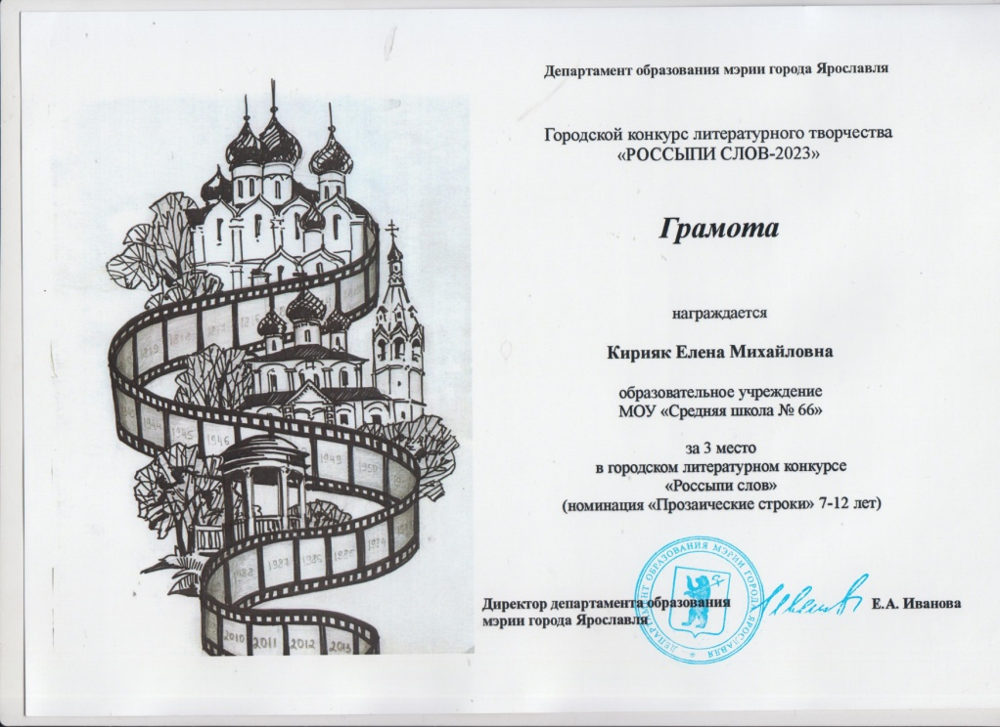 Департамент образования мэрии города Ярославля
Городской конкурс литературного творчества
«РОССЫПИ СЛОВ-2023»
Грамота
награждается
Кирияк Елена Михайловна
образовательное учреждение
МОУ «Средняя школа № 66»
за 3 место
в городском литературном конкурсе
«Россыпи слов»
(номинация «Прозаические строки» 7-12 лет)
Директор департамента образования
мэрии города Ярославля
Е.А. Иванова
ДЕПАРТАМЕНТ ОБРАЗОВАНИЯ МЭРИИ ГОРОДА ЯРОСЛАВЛЯ
1944 1945 1946
1949 1950
2010 2011 2012 2013